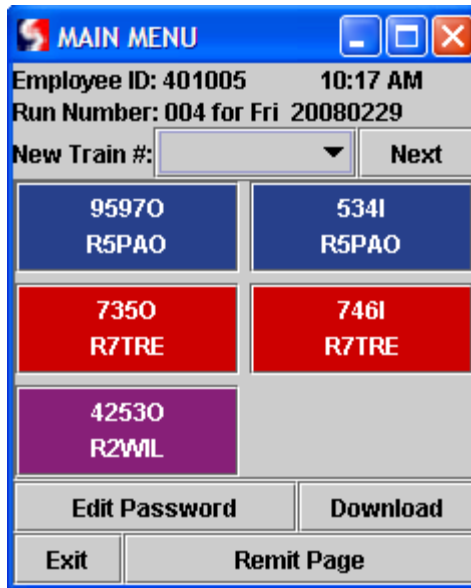 MAIN MENU
Employee ID: 401005 10:17 AM
Run Number: 004 for Fri 20080229
New Train #: Next
9597O 534I
R5PAO R5PAO
735O 746I
R7TRE R7TRE
4253O
R2WIL
Edit Password Download
Exit Remit Page